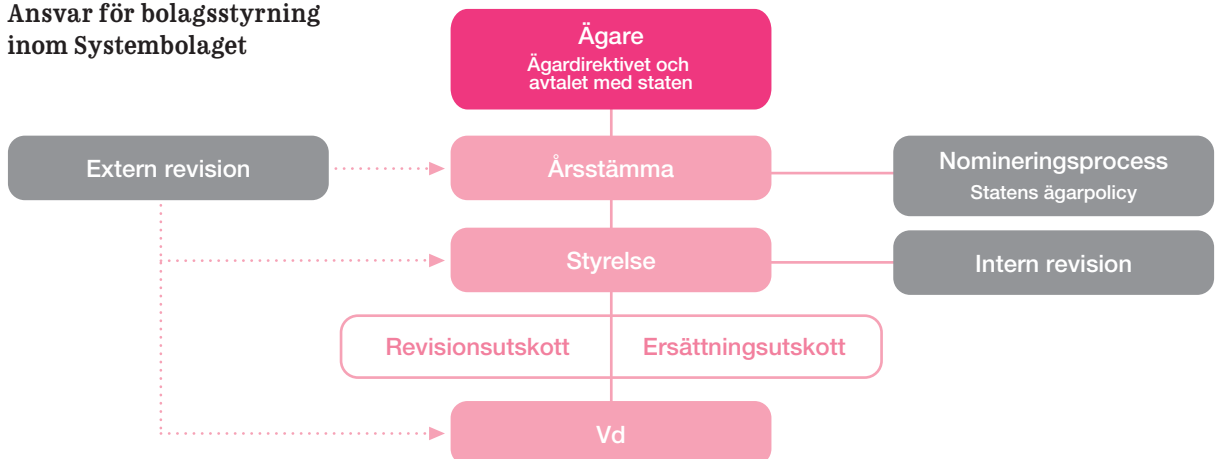 Ansvar för bolagsstyrning
inom Systembolaget
Ägare
Ägardirektivet och
avtalet med staten
Extern revision
Årsstämma
Nomineringsprocess
Statens ägarpolicy
Styrelse
Intern revision
Revisionsutskott
Ersättningsutskott
Vd